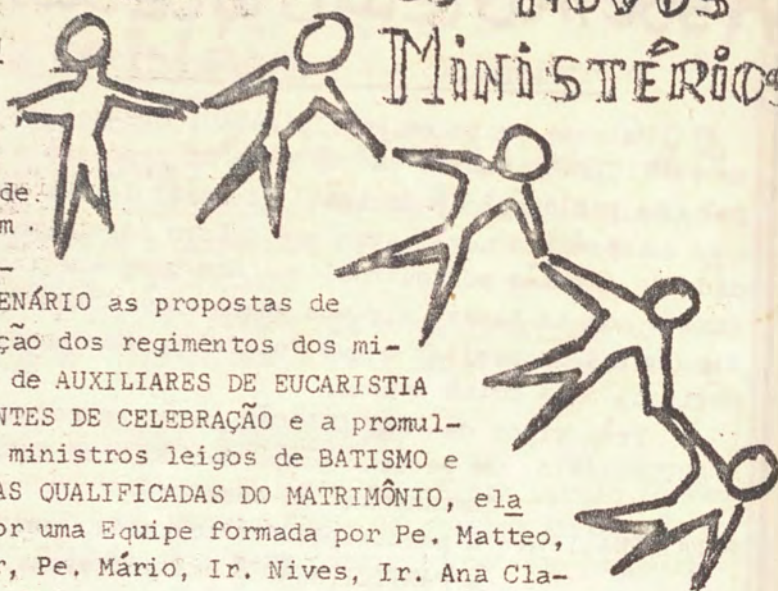 NOVOS
MINISTÉRIOS
de
m
ENÁRIO as propostas de
ção dos regimentos dos mi-
de AUXILIARES DE EUCARISTIA
NTES DE CELEBRAÇÃO e a promul-
ministros leigos de BATISMO e
AS QUALIFICADAS DO MATRIMÔNIO, ela
or uma Equipe formada por Pe. Matteo,
r, Pe. Mário, Ir. Nives, Ir. Ana Cla-